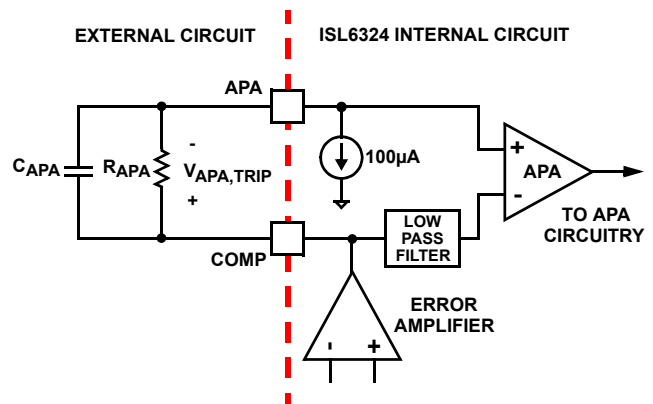 EXTERNAL CIRCUIT
ISL6324 INTERNAL CIRCUIT
APA
100µA
CAPA
RAPA
-
VAPA,TRIP
+
+
APA
-
LOW
PASS
FILTER
TO APA
CIRCUITRY
COMP
ERROR
AMPLIFIER
- +